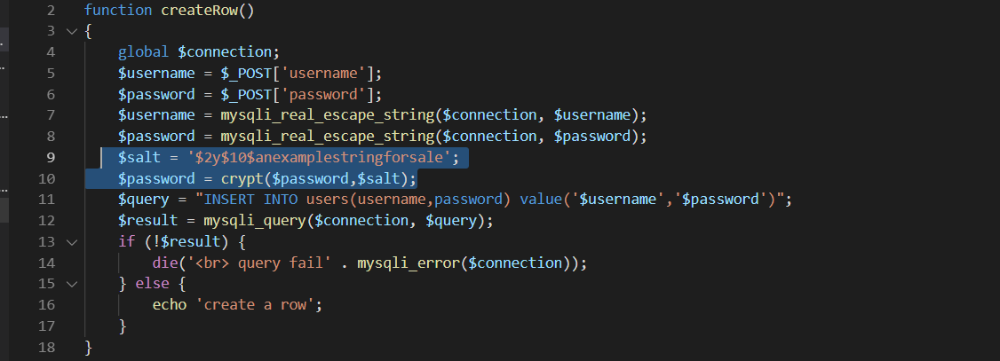 2 function createRow()
3 {
4 global $connection;
5 $username = $_POST['username'];
6 $password = $_POST['password'];
7 $username = mysqli_real_escape_string($connection, $username);
8 $password = mysqli_real_escape_string($connection, $password);
9 $salt = '$2y$10$anexamplestringforsale';
10 $password = crypt($password,$salt);
11 $query = "INSERT INTO users(username,password) value('$username','$password')";
12 $result = mysqli_query($connection, $query);
13 if (!$result) {
14 die('<br> query fail' . mysqli_error($connection));
15 } else {
16 echo 'create a row';
17 }
18 }